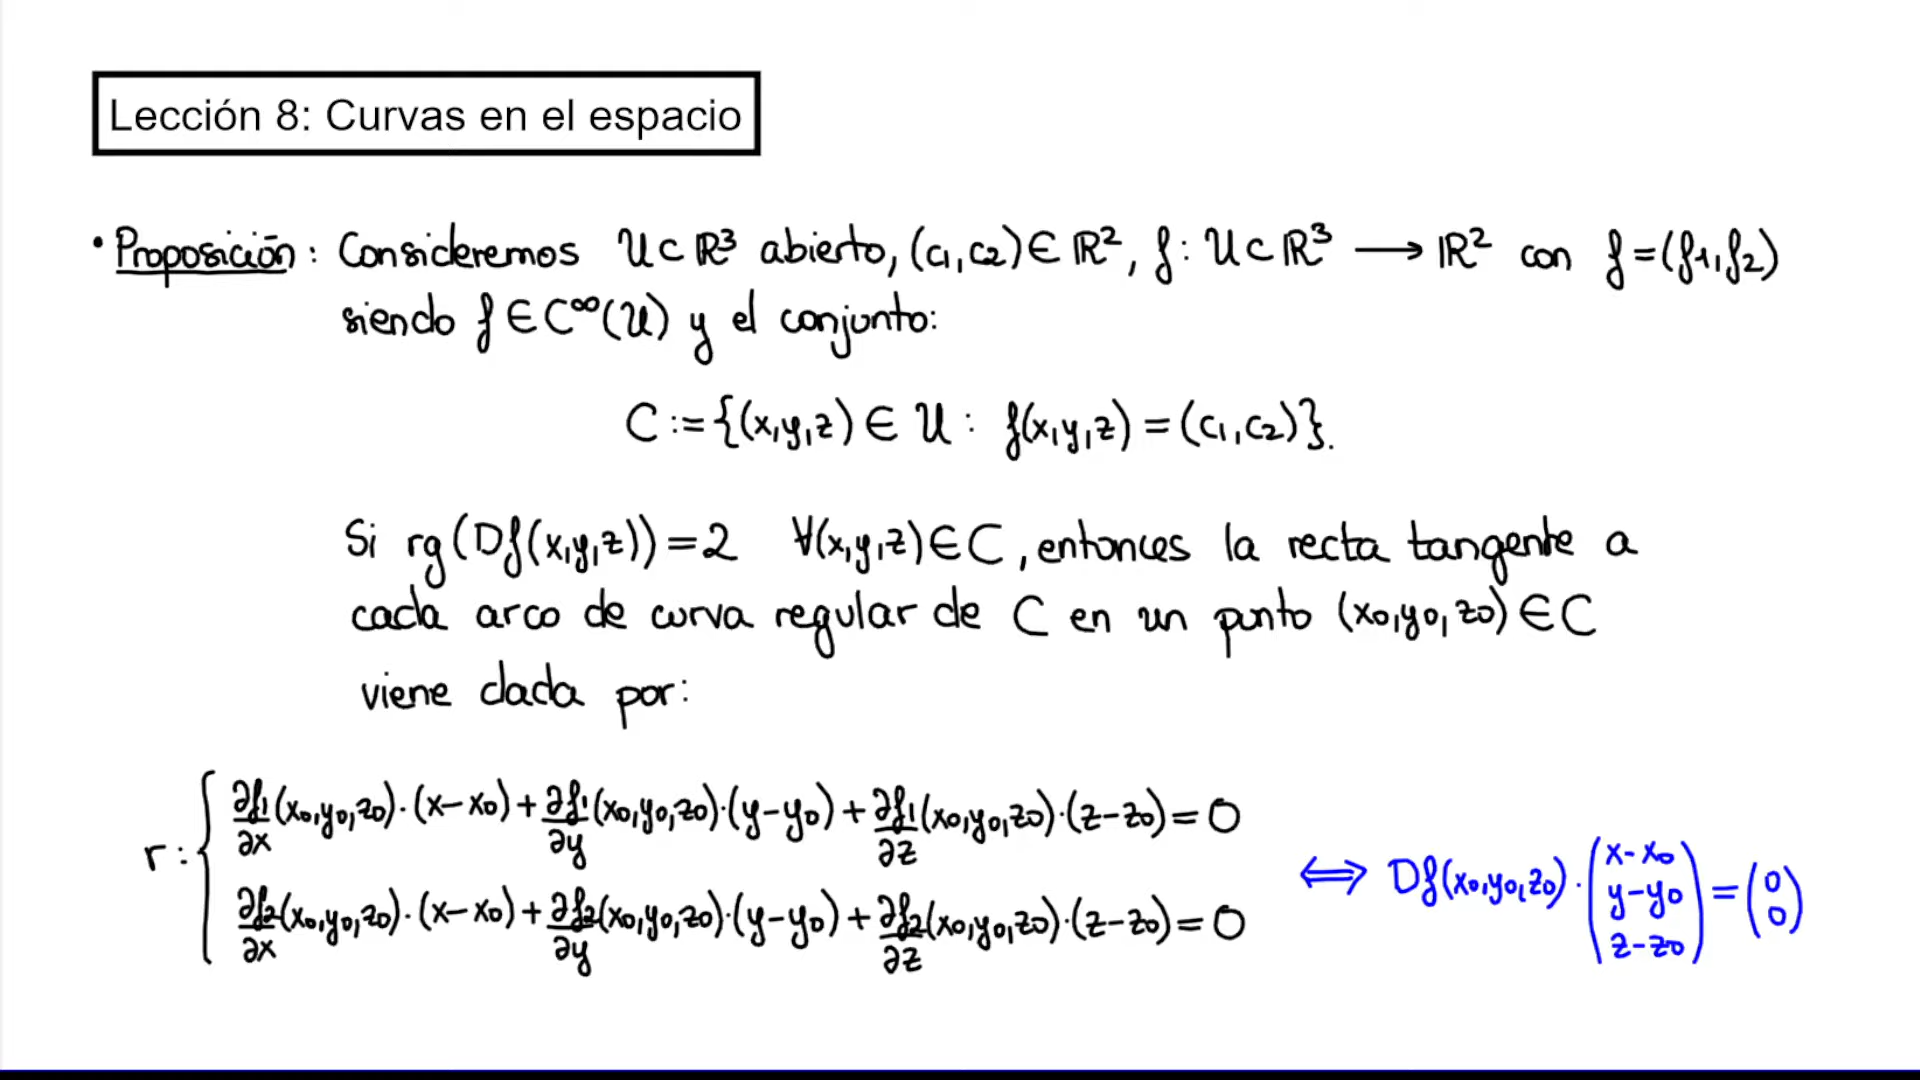 Lección 8: Curvas en el espacio
• Proposición: Consideremos U⊂ℝ³ abierto, (c₁,c₂)∈ℝ², f: U⊂ℝ³ ⟶ ℝ² con f=(f₁,f₂)
siendo f∈C^∞(U) y el conjunto:
C:={(x,y,z)∈U: f(x,y,z)=(c₁,c₂)}.
Si rg(Df(x,y,z))=2 ∀(x,y,z)∈C, entonces la recta tangente a
cada arco de curva regular de C en un punto (x₀,y₀,z₀)∈C
viene dada por:
r: { ∂f₁/∂x(x₀,y₀,z₀)·(x-x₀)+∂f₁/∂y(x₀,y₀,z₀)·(y-y₀)+∂f₁/∂z(x₀,y₀,z₀)·(z-z₀)=0
∂f₂/∂x(x₀,y₀,z₀)·(x-x₀)+∂f₂/∂y(x₀,y₀,z₀)·(y-y₀)+∂f₂/∂z(x₀,y₀,z₀)·(z-z₀)=0
⟺ Df(x₀,y₀,z₀)·(x-x₀ y-y₀ z-z₀)=(0 0)